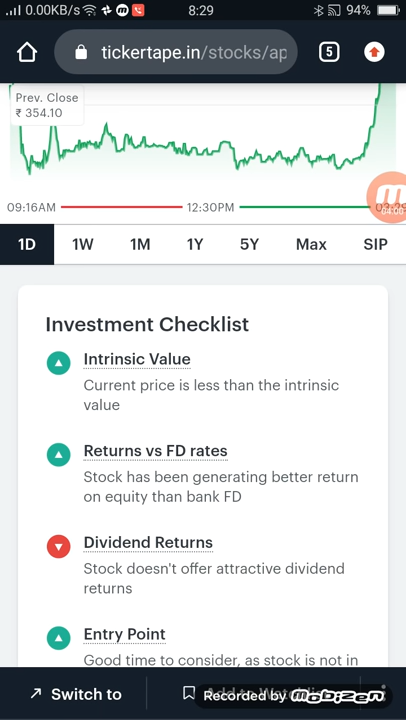 0.00KB/s 8:29 94%
tickertape.in/stocks/ap 5
Prev. Close
₹ 354.10
09:16AM 12:30PM
04:00
1D 1W 1M 1Y 5Y Max SIP
Investment Checklist
Intrinsic Value
Current price is less than the intrinsic
value
Returns vs FD rates
Stock has been generating better return
on equity than bank FD
Dividend Returns
Stock doesn't offer attractive dividend
returns
Entry Point
Good time to consider, as stock is not in
Switch to
Recorded by mobizen